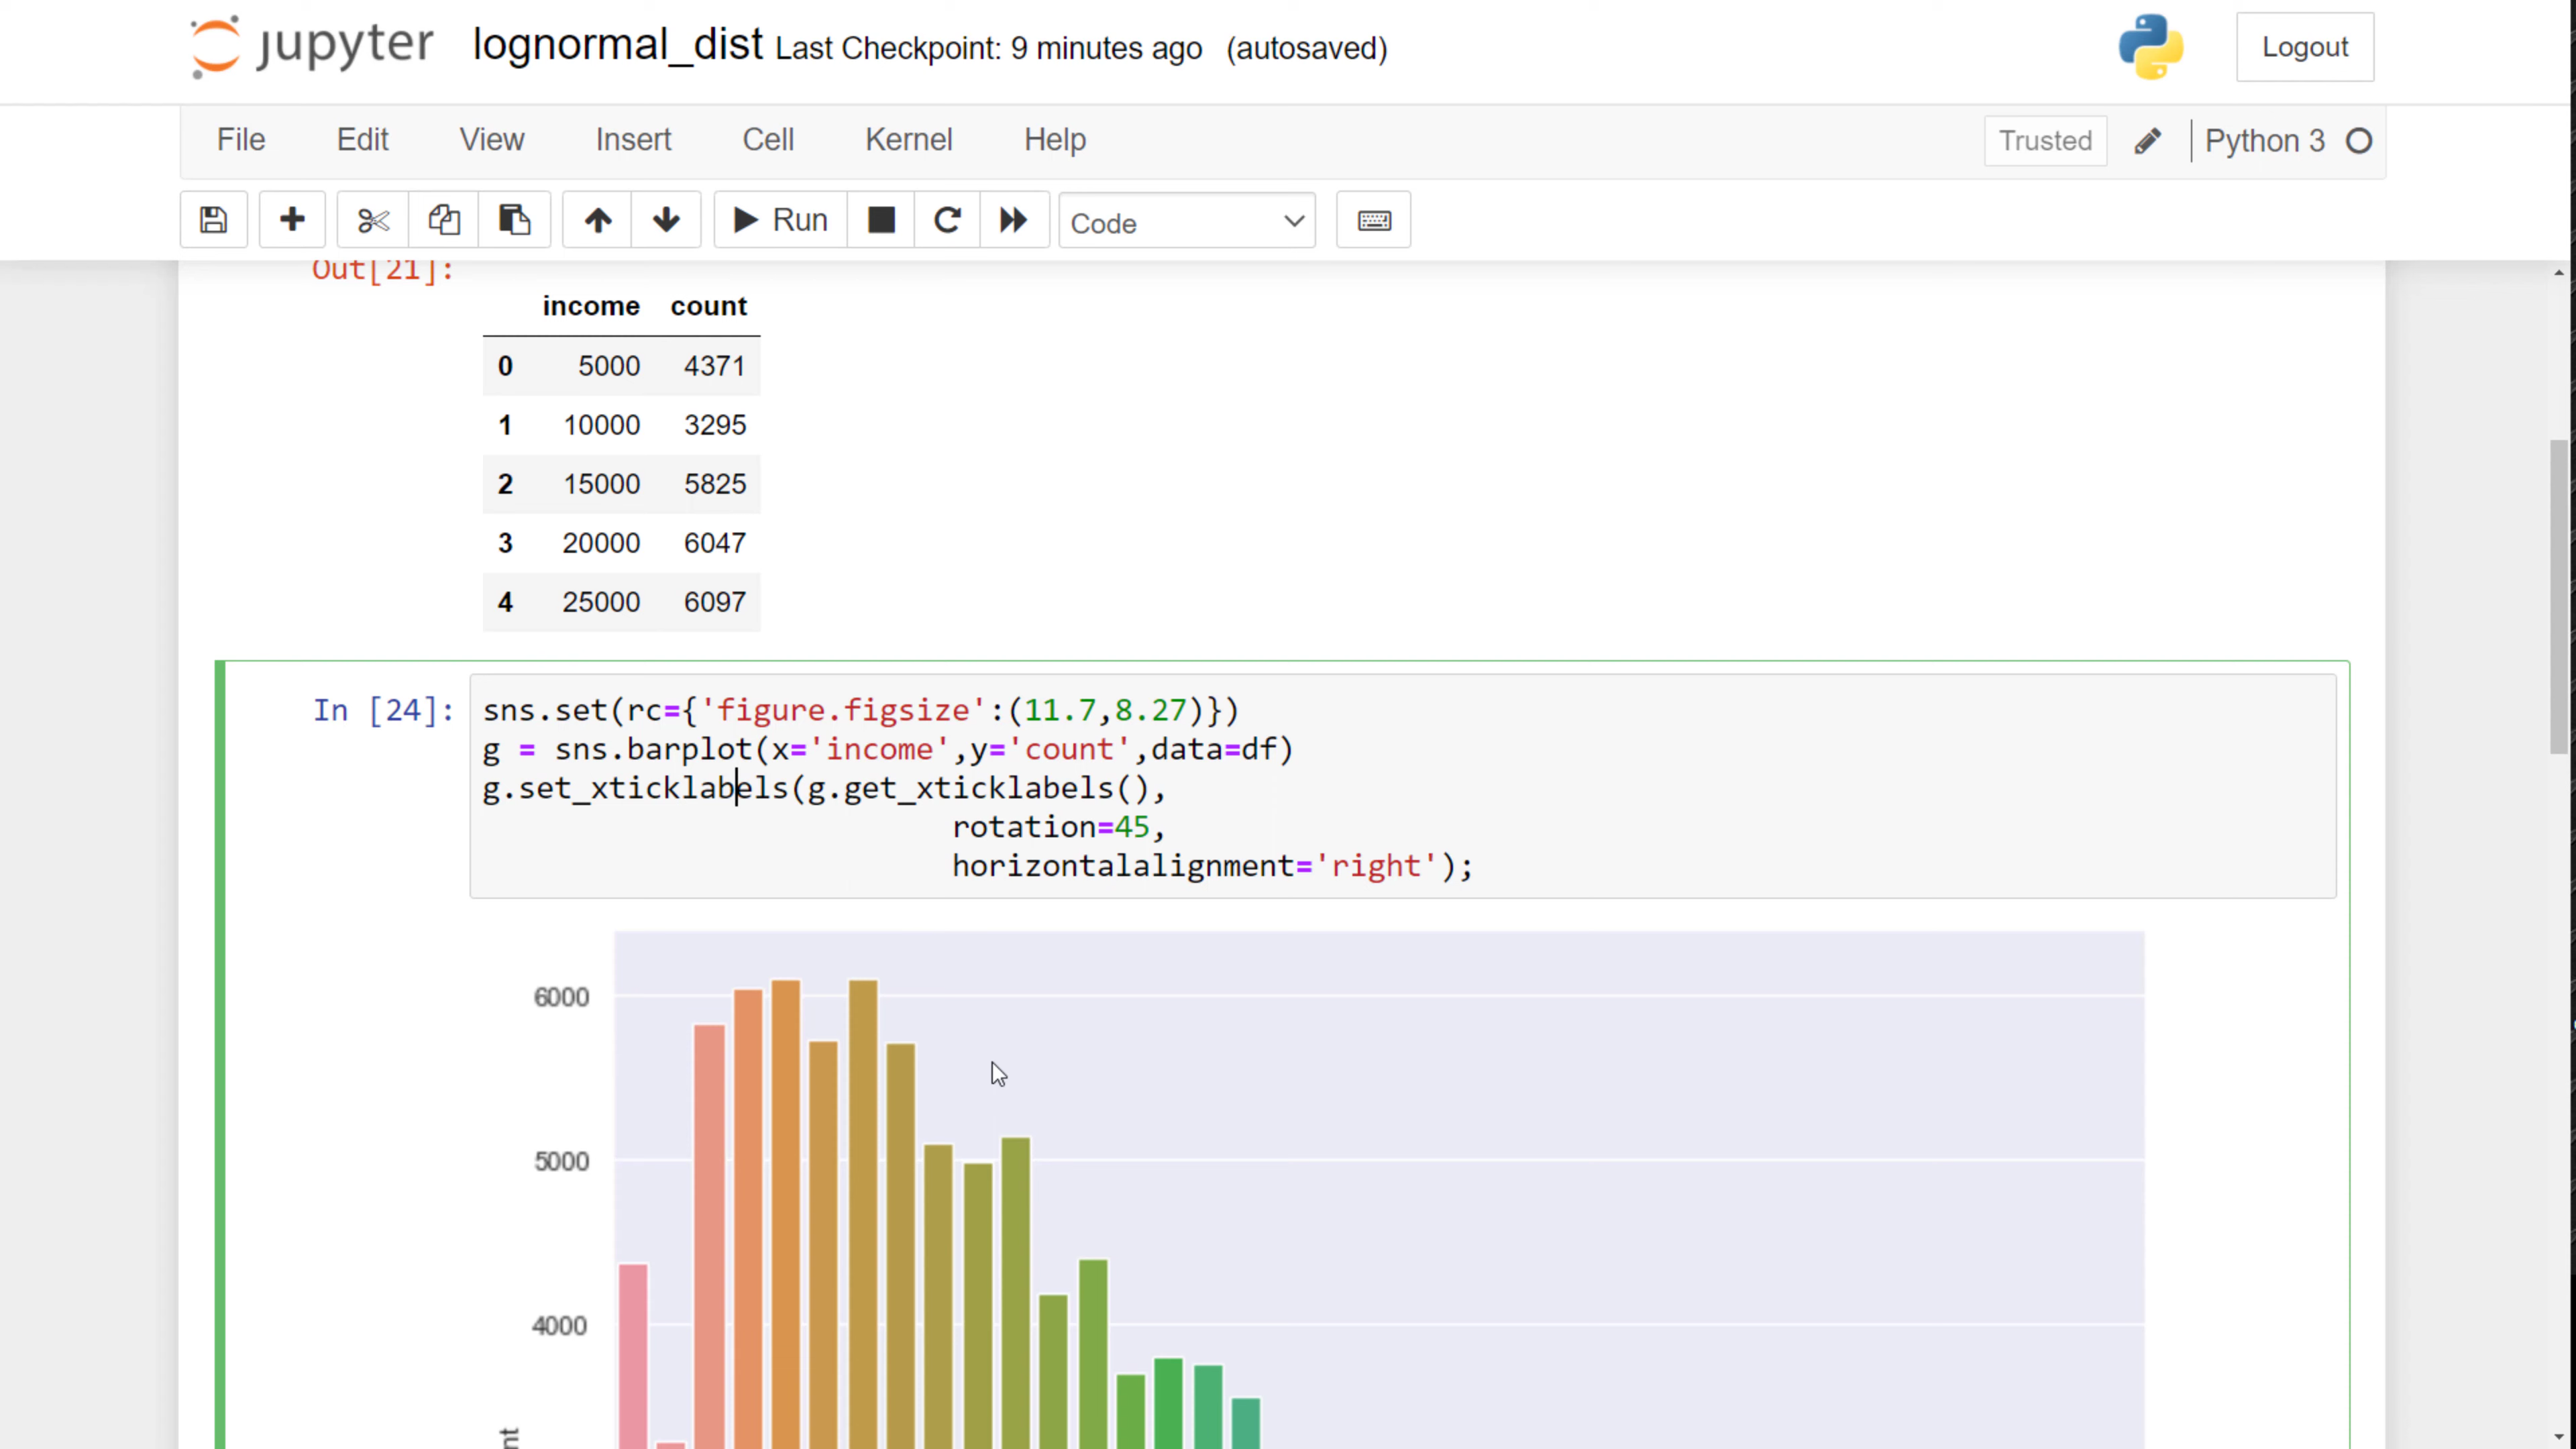 jupyter lognormal_dist Last Checkpoint: 9 minutes ago (autosaved) Logout
File Edit View Insert Cell Kernel Help Trusted Python 3
Run Code
Out[21]:
income count
0 5000 4371
1 10000 3295
2 15000 5825
3 20000 6047
4 25000 6097
In [24]: sns.set(rc={'figure.figsize':(11.7,8.27)})
g = sns.barplot(x='income',y='count',data=df)
g.set_xticklabels(g.get_xticklabels(),
rotation=45,
horizontalalignment='right');
6000
5000
4000